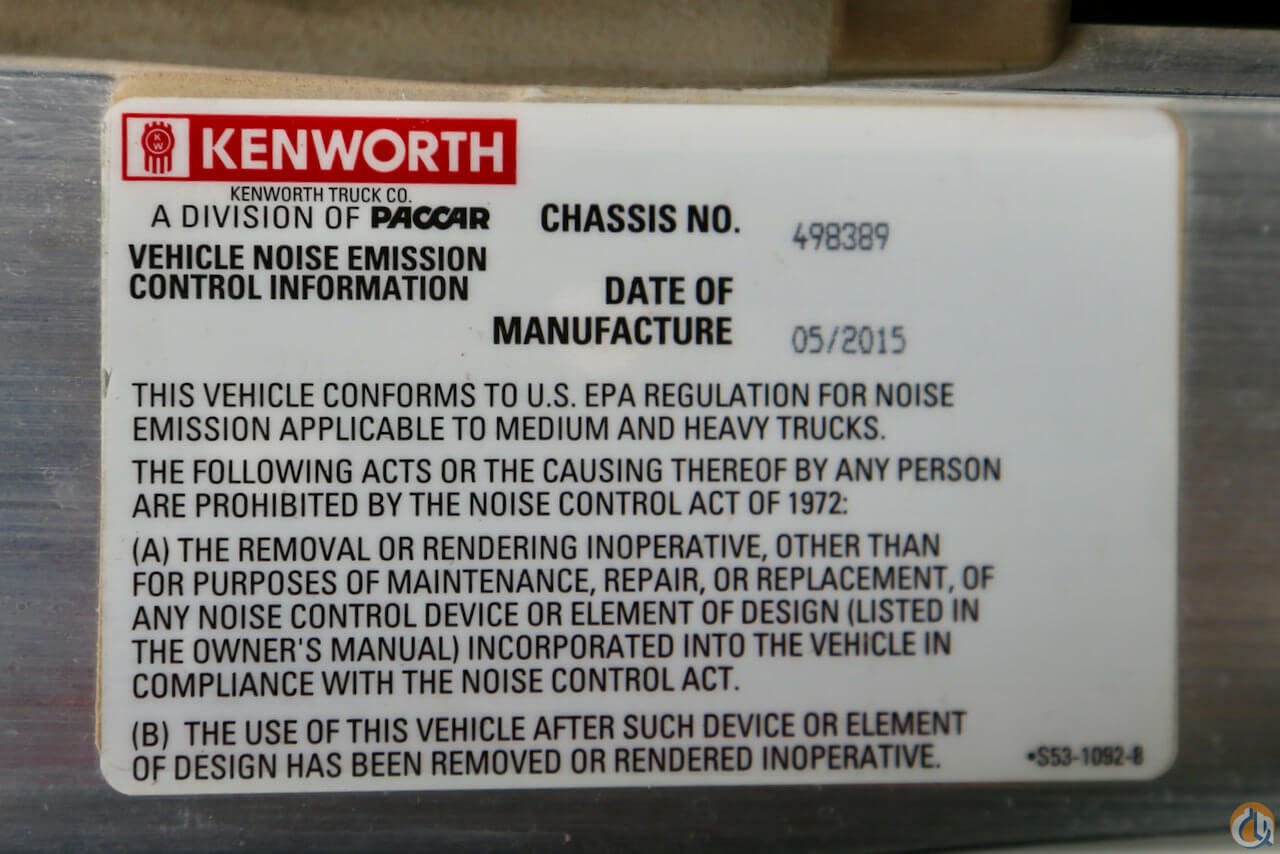 KW
KENWORTH
KENWORTH TRUCK CO.
A DIVISION OF PACCAR
VEHICLE NOISE EMISSION
CONTROL INFORMATION
CHASSIS NO. 498389
DATE OF
MANUFACTURE 05/2015
THIS VEHICLE CONFORMS TO U.S. EPA REGULATION FOR NOISE
EMISSION APPLICABLE TO MEDIUM AND HEAVY TRUCKS.
THE FOLLOWING ACTS OR THE CAUSING THEREOF BY ANY PERSON
ARE PROHIBITED BY THE NOISE CONTROL ACT OF 1972:
(A) THE REMOVAL OR RENDERING INOPERATIVE, OTHER THAN
FOR PURPOSES OF MAINTENANCE, REPAIR, OR REPLACEMENT, OF
ANY NOISE CONTROL DEVICE OR ELEMENT OF DESIGN (LISTED IN
THE OWNER'S MANUAL) INCORPORATED INTO THE VEHICLE IN
COMPLIANCE WITH THE NOISE CONTROL ACT.
(B) THE USE OF THIS VEHICLE AFTER SUCH DEVICE OR ELEMENT
OF DESIGN HAS BEEN REMOVED OR RENDERED INOPERATIVE.
•S53-1092-8